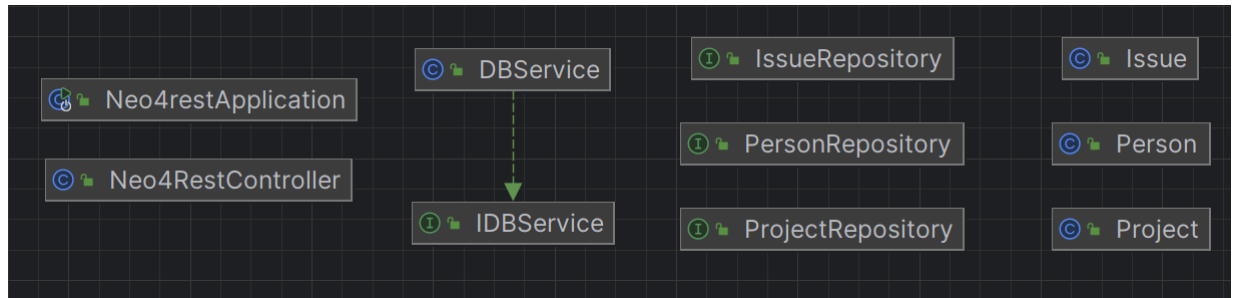 Neo4restApplication
Neo4RestController
DBService
IDBService
IssueRepository
PersonRepository
ProjectRepository
Issue
Person
Project